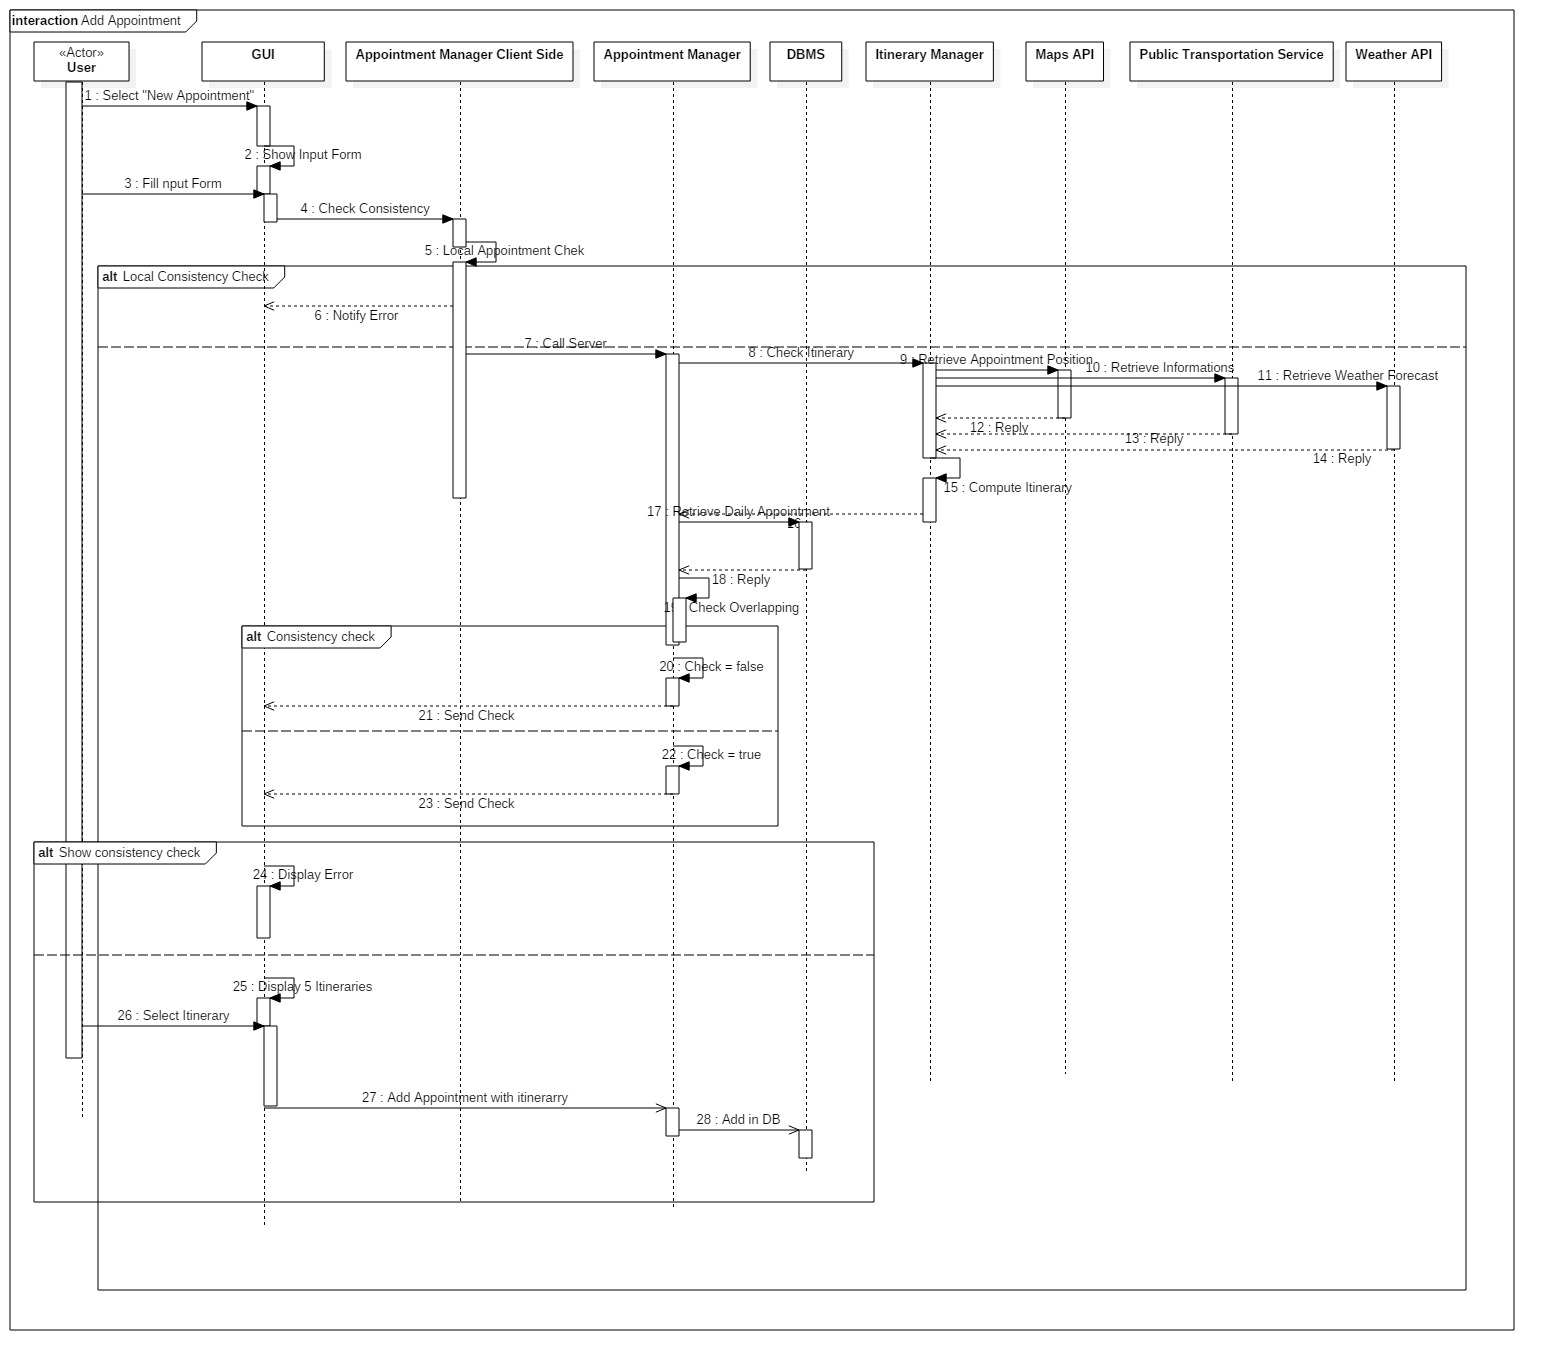 interaction Add Appointment
«Actor»
User
GUI
Appointment Manager Client Side
Appointment Manager
DBMS
Itinerary Manager
Maps API
Public Transportation Service
Weather API
1 : Select "New Appointment"
2 : Show Input Form
3 : Fill nput Form
4 : Check Consistency
5 : Local Appointment Chek
alt Local Consistency Check
6 : Notify Error
7 : Call Server
8 : Check Itinerary
9 : Retrieve Appointment Position
10 : Retrieve Informations
11 : Retrieve Weather Forecast
12 : Reply
13 : Reply
14 : Reply
15 : Compute Itinerary
17 : Retrieve Daily Appointment
16
18 : Reply
19 : Check Overlapping
alt Consistency check
20 : Check = false
21 : Send Check
22 : Check = true
23 : Send Check
alt Show consistency check
24 : Display Error
25 : Display 5 Itineraries
26 : Select Itinerary
27 : Add Appointment with itinerarry
28 : Add in DB